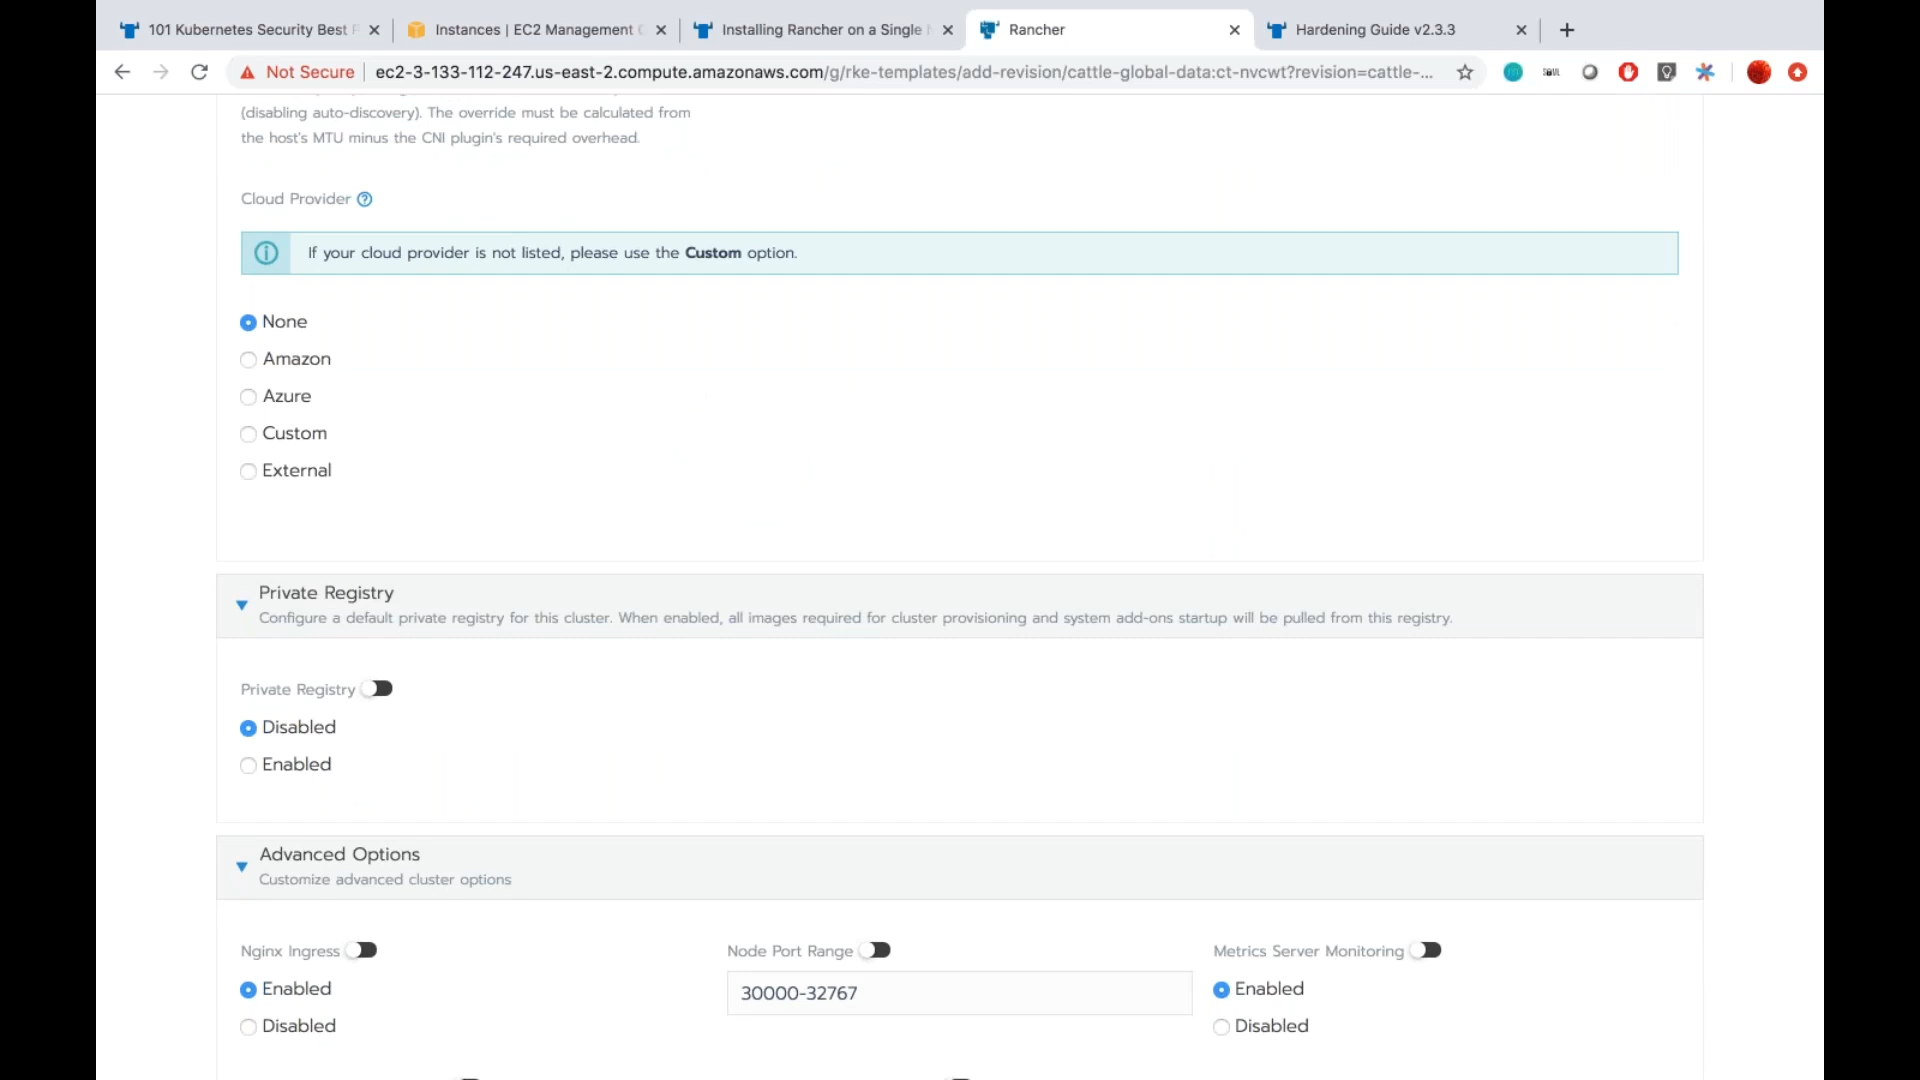 101 Kubernetes Security Best P
Instances | EC2 Management C
Installing Rancher on a Single N
Rancher
Hardening Guide v2.3.3
Not Secure
ec2-3-133-112-247.us-east-2.compute.amazonaws.com/g/rke-templates/add-revision/cattle-global-data:ct-nvcwt?revision=cattle-...
(disabling auto-discovery). The override must be calculated from
the host's MTU minus the CNI plugin's required overhead.
Cloud Provider
If your cloud provider is not listed, please use the Custom option.
None
Amazon
Azure
Custom
External
Private Registry
Configure a default private registry for this cluster. When enabled, all images required for cluster provisioning and system add-ons startup will be pulled from this registry.
Private Registry
Disabled
Enabled
Advanced Options
Customize advanced cluster options
Nginx Ingress
Enabled
Disabled
Node Port Range
30000-32767
Metrics Server Monitoring
Enabled
Disabled